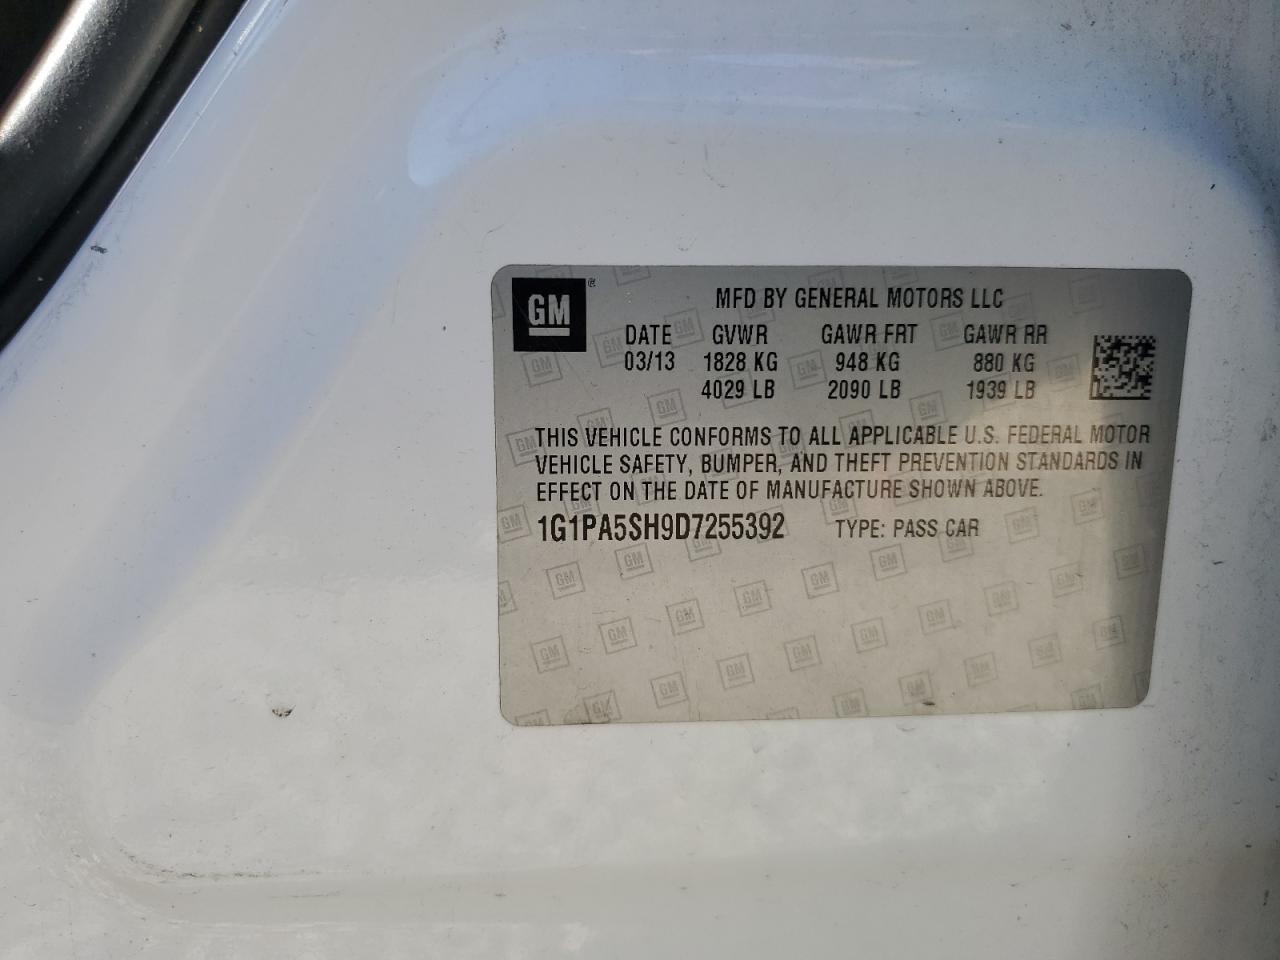 GM ®
MFD BY GENERAL MOTORS LLC
DATE GVWR GAWR FRT GAWR RR
03/13 1828 KG 948 KG 880 KG
4029 LB 2090 LB 1939 LB
THIS VEHICLE CONFORMS TO ALL APPLICABLE U.S. FEDERAL MOTOR
VEHICLE SAFETY, BUMPER, AND THEFT PREVENTION STANDARDS IN
EFFECT ON THE DATE OF MANUFACTURE SHOWN ABOVE.
1G1PA5SH9D7255392 TYPE: PASS CAR